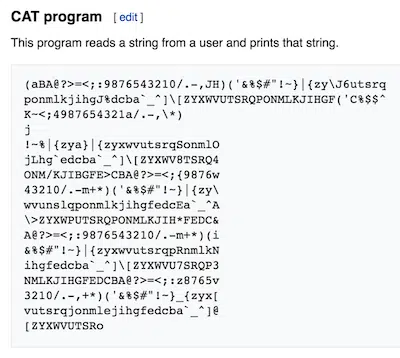 CAT program [ edit ]
This program reads a string from a user and prints that string.
(aBA@?>=<;:9876543210/.-,JH)('&%$#"!~}|{zy\J6utsrq
ponmlkjihgJ%dcba`_^]\[ZYXWVUTSRQPONMLKJIHGF('C%$$^
K~<;4987654321a/.-,\*)
j
!~%|{zya}|{zyxwvutsrqSonmlO
jLhg`edcba`_^]\[ZYXWV8TSRQ4
ONM/KJIBGFE>CBA@?>=<;{9876w
43210/.-m+*)('&%$#"!~}|{zy\
wvunslqponmlkjihgfedcEa`_^A
\>ZYXWPUTSRQPONMLKJIH*FEDC&
A@?>=<;:9876543210/.-m+*)(i
&%$#"!~}|{zyxwvutsrqpRnmlkN
ihgfedcba`_^]\[ZYXWVU7SRQP3
NMLKJIHGFEDCBA@?>=<;:z8765v
3210/.-,+*)('&%$#"!~}_{zyx[
vutsrqjonmlejihgfedcba`_^]@
[ZYXWVUTSRo